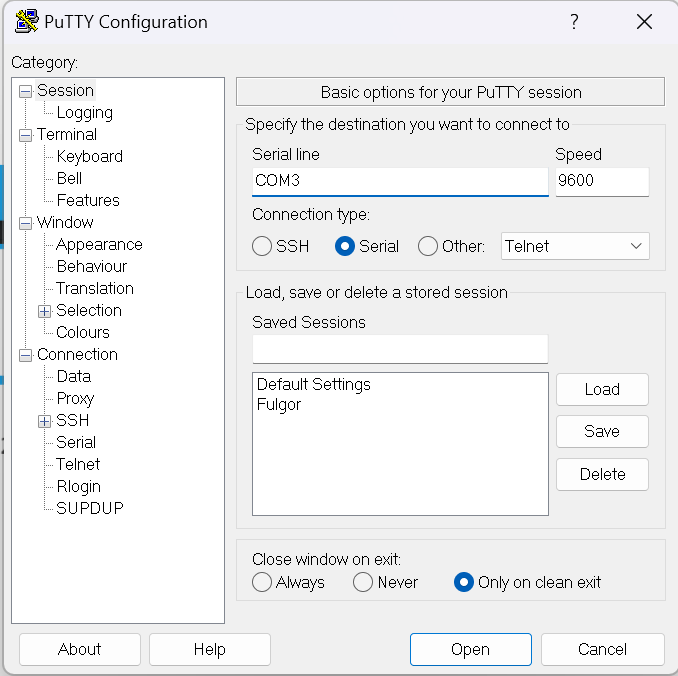 PuTTY Configuration ?
Category:
Session
Logging
Terminal
Keyboard
Bell
Features
Window
Appearance
Behaviour
Translation
Selection
Colours
Connection
Data
Proxy
SSH
Serial
Telnet
Rlogin
SUPDUP
Basic options for your PuTTY session
Specify the destination you want to connect to
Serial line Speed
COM3 9600
Connection type:
SSH Serial Other: Telnet
Load, save or delete a stored session
Saved Sessions
Default Settings
Fulgor
Load
Save
Delete
Close window on exit:
Always Never Only on clean exit
About Help Open Cancel